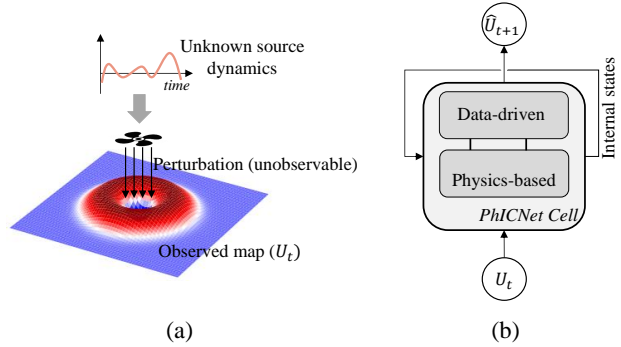 Unknown source
dynamics
time
Perturbation (unobservable)
Observed map (U_t)
(a)
Û_{t+1}
Internal states
Data-driven
Physics-based
PhICNet Cell
U_t
(b)